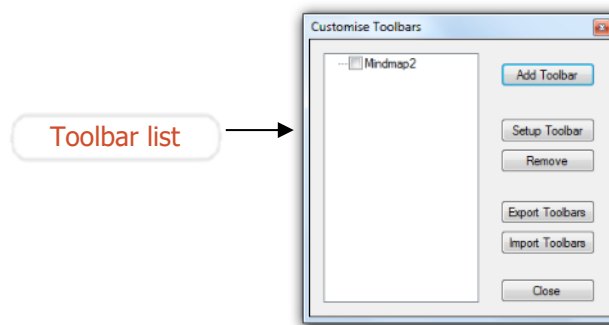 Customise Toolbars
Mindmap2
Add Toolbar
Toolbar list
Setup Toolbar
Remove
Export Toolbars
Import Toolbars
Close